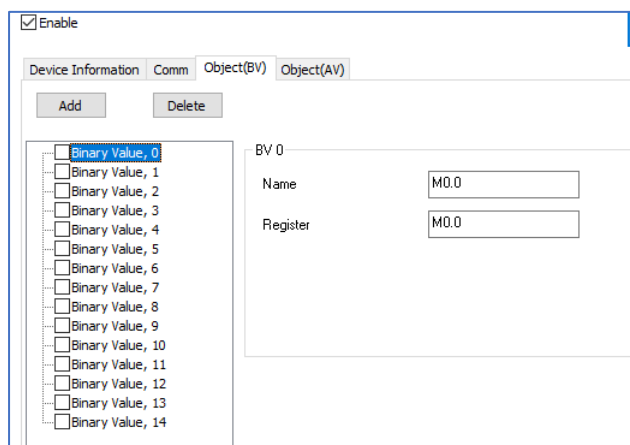 Enable
Device Information Comm Object(BV) Object(AV)
Add Delete
Binary Value, 0
Binary Value, 1
Binary Value, 2
Binary Value, 3
Binary Value, 4
Binary Value, 5
Binary Value, 6
Binary Value, 7
Binary Value, 8
Binary Value, 9
Binary Value, 10
Binary Value, 11
Binary Value, 12
Binary Value, 13
Binary Value, 14
BV 0
Name M0.0
Register M0.0